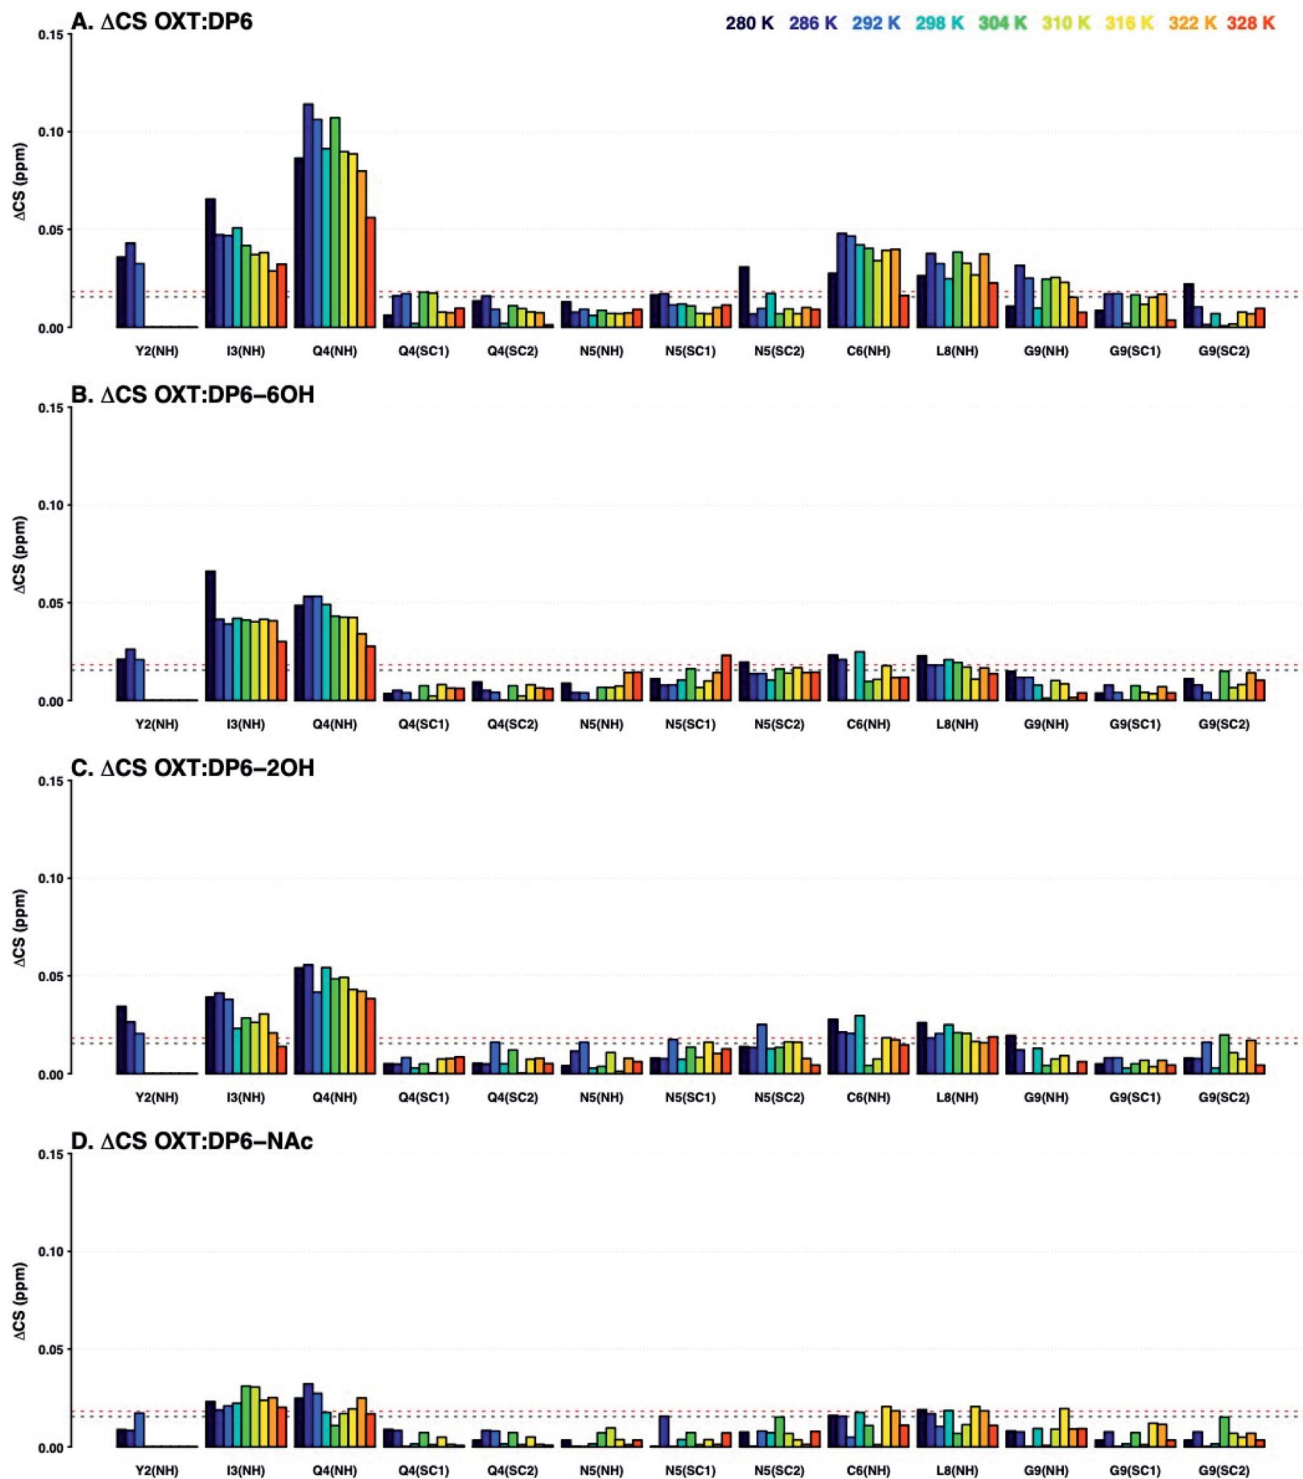 A. ΔCS OXT:DP6
280 K 286 K 292 K 298 K 304 K 310 K 316 K 322 K 328 K
0.15
0.10
0.05
0.00
ΔCS (ppm)
Y2(NH) I3(NH) Q4(NH) Q4(SC1) Q4(SC2) N5(NH) N5(SC1) N5(SC2) C6(NH) L8(NH) G9(NH) G9(SC1) G9(SC2)
B. ΔCS OXT:DP6–6OH
0.15
0.10
0.05
0.00
ΔCS (ppm)
Y2(NH) I3(NH) Q4(NH) Q4(SC1) Q4(SC2) N5(NH) N5(SC1) N5(SC2) C6(NH) L8(NH) G9(NH) G9(SC1) G9(SC2)
C. ΔCS OXT:DP6–2OH
0.15
0.10
0.05
0.00
ΔCS (ppm)
Y2(NH) I3(NH) Q4(NH) Q4(SC1) Q4(SC2) N5(NH) N5(SC1) N5(SC2) C6(NH) L8(NH) G9(NH) G9(SC1) G9(SC2)
D. ΔCS OXT:DP6–NAc
0.15
0.10
0.05
0.00
ΔCS (ppm)
Y2(NH) I3(NH) Q4(NH) Q4(SC1) Q4(SC2) N5(NH) N5(SC1) N5(SC2) C6(NH) L8(NH) G9(NH) G9(SC1) G9(SC2)